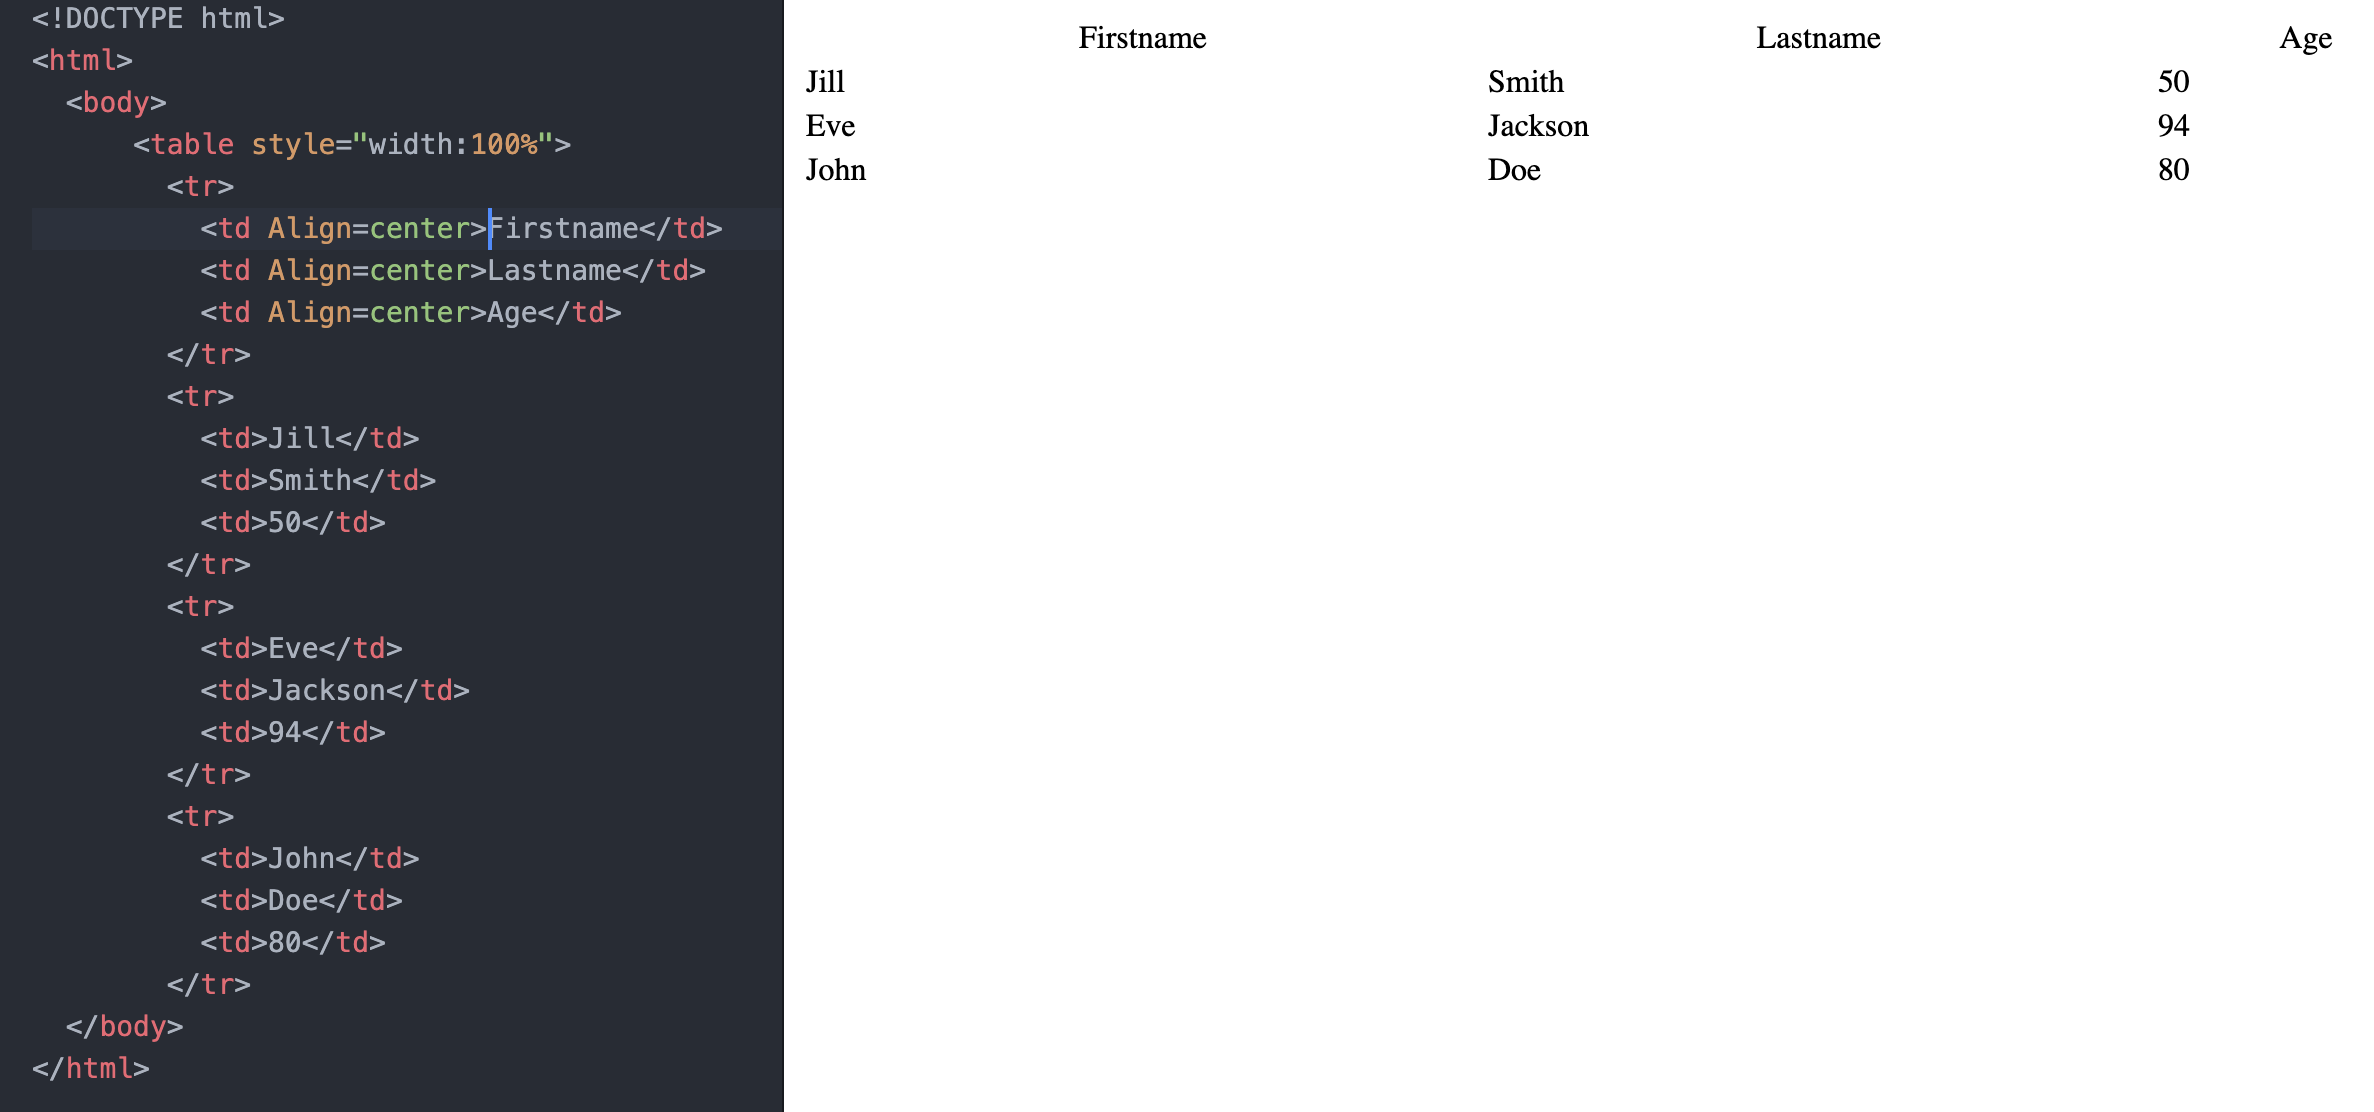 <!DOCTYPE html>
<html>
<body>
<table style="width:100%">
<tr>
<td Align=center>Firstname</td>
<td Align=center>Lastname</td>
<td Align=center>Age</td>
</tr>
<tr>
<td>Jill</td>
<td>Smith</td>
<td>50</td>
</tr>
<tr>
<td>Eve</td>
<td>Jackson</td>
<td>94</td>
</tr>
<tr>
<td>John</td>
<td>Doe</td>
<td>80</td>
</tr>
</body>
</html>
Firstname Lastname Age
Jill Smith 50
Eve Jackson 94
John Doe 80